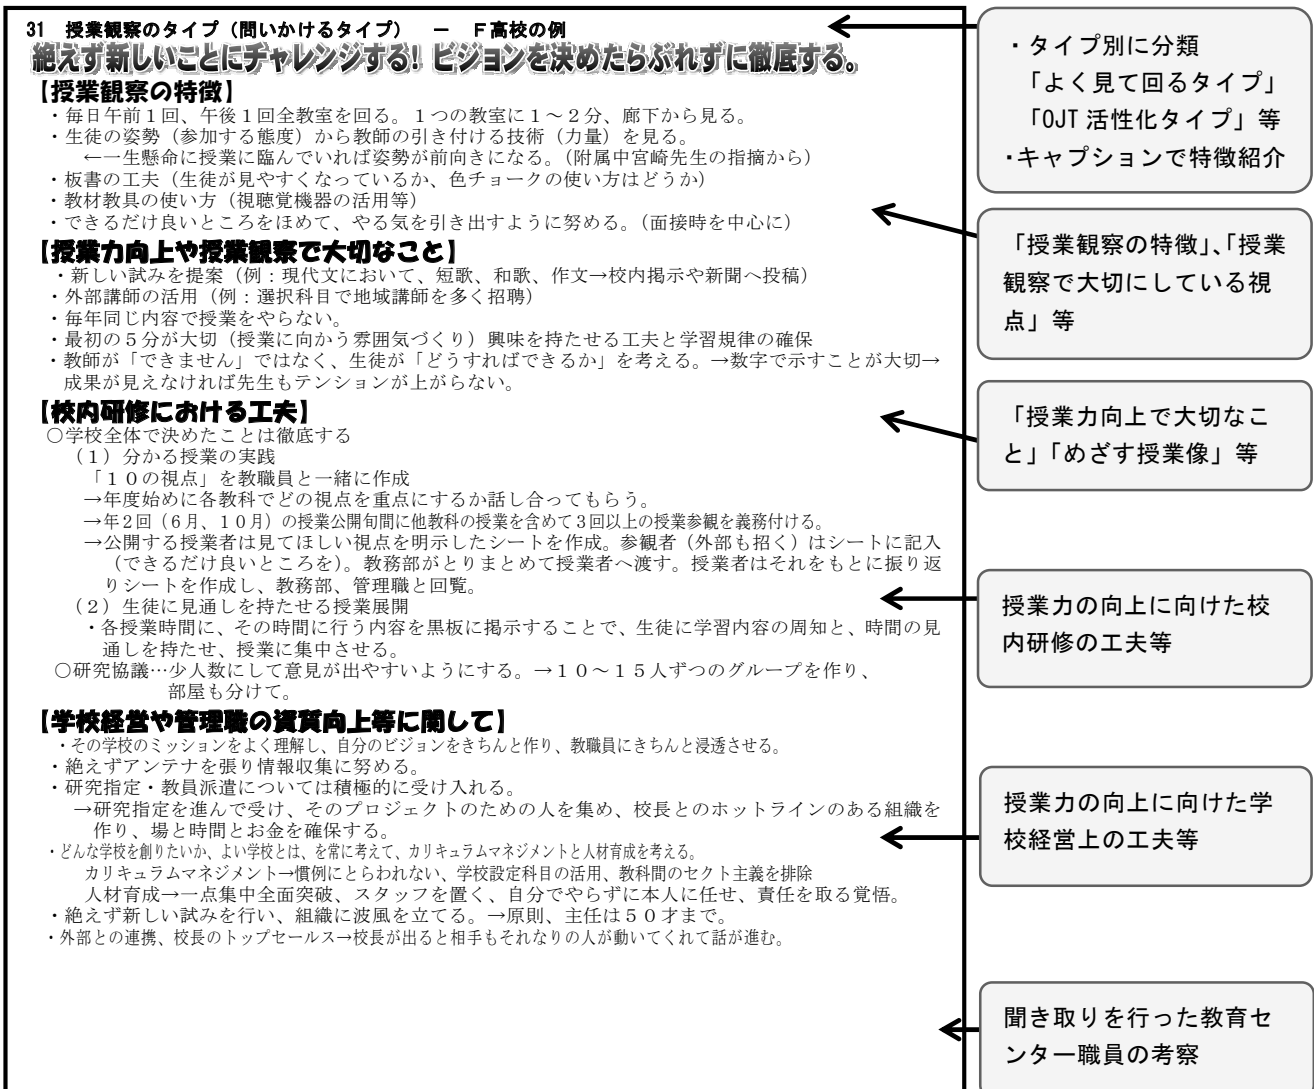 31 授業観察のタイプ（問いかけるタイプ） － Ｆ高校の例
絶えず新しいことにチャレンジする！ビジョンを決めたらぶれずに徹底する。
【授業観察の特徴】
・毎日午前１回、午後１回全教室を回る。１つの教室に１～２分、廊下から見る。
・生徒の姿勢（参加する態度）から教師の引き付ける技術（力量）を見る。
←一生懸命に授業に臨んでいれば姿勢が前向きになる。（附属中宮崎先生の指摘から）
・板書の工夫（生徒が見やすくなっているか、色チョークの使い方はどうか）
・教材教具の使い方（視聴覚機器の活用等）
・できるだけ良いところをほめて、やる気を引き出すように努める。（面接時を中心に）
【授業力向上や授業観察で大切なこと】
・新しい試みを提案（例：現代文において、短歌、和歌、作文→校内掲示や新聞へ投稿）
・外部講師の活用（例：選択科目で地域講師を多く招聘）
・毎年同じ内容で授業をやらない。
・最初の５分が大切（授業に向かう雰囲気づくり）興味を持たせる工夫と学習規律の確保
・教師が「できません」ではなく、生徒が「どうすればできるか」を考える。→数字で示すことが大切→
成果が見えなければ先生もテンションが上がらない。
【校内研修における工夫】
○学校全体で決めたことは徹底する
（１）分かる授業の実践
「１０の視点」を教職員と一緒に作成
→年度始めに各教科でどの視点を重点にするか話し合ってもらう。
→年２回（６月、１０月）の授業公開旬間に他教科の授業を含めて３回以上の授業参観を義務付ける。
→公開する授業者は見てほしい視点を明示したシートを作成。参観者（外部も招く）はシートに記入
（できるだけ良いところを）。教務部がとりまとめて授業者へ渡す。授業者はそれをもとに振り返
りシートを作成し、教務部、管理職と回覧。
（２）生徒に見通しを持たせる授業展開
・各授業時間に、その時間に行う内容を黒板に掲示することで、生徒に学習内容の周知と、時間の見
通しを持たせ、授業に集中させる。
○研究協議…少人数にして意見が出やすいようにする。→１０～１５人ずつのグループを作り、
部屋も分けて。
【学校経営や管理職の資質向上等に関して】
・その学校のミッションをよく理解し、自分のビジョンをきちんと作り、教職員にきちんと浸透させる。
・絶えずアンテナを張り情報収集に努める。
・研究指定・教員派遣については積極的に受け入れる。
→研究指定を進んで受け、そのプロジェクトのための人を集め、校長とのホットラインのある組織を
作り、場と時間とお金を確保する。
・どんな学校を創りたいか、よい学校とは、を常に考えて、カリキュラムマネジメントと人材育成を考える。
カリキュラムマネジメント→慣例にとらわれない、学校設定科目の活用、教科間のセクト主義を排除
人材育成→一点集中全面突破、スタッフを置く、自分でやらずに本人に任せ、責任を取る覚悟。
・絶えず新しい試みを行い、組織に波風を立てる。→原則、主任は５０才まで。
・外部との連携、校長のトップセールス→校長が出ると相手もそれなりの人が動いてくれて話が進む。
・タイプ別に分類
「よく見て回るタイプ」
「OJT 活性化タイプ」等
・キャプションで特徴紹介
「授業観察の特徴」、「授業
観察で大切にしている視
点」等
「授業力向上で大切なこ
と」「めざす授業像」等
授業力の向上に向けた校
内研修の工夫等
授業力の向上に向けた学
校経営上の工夫等
聞き取りを行った教育セ
ンター職員の考察